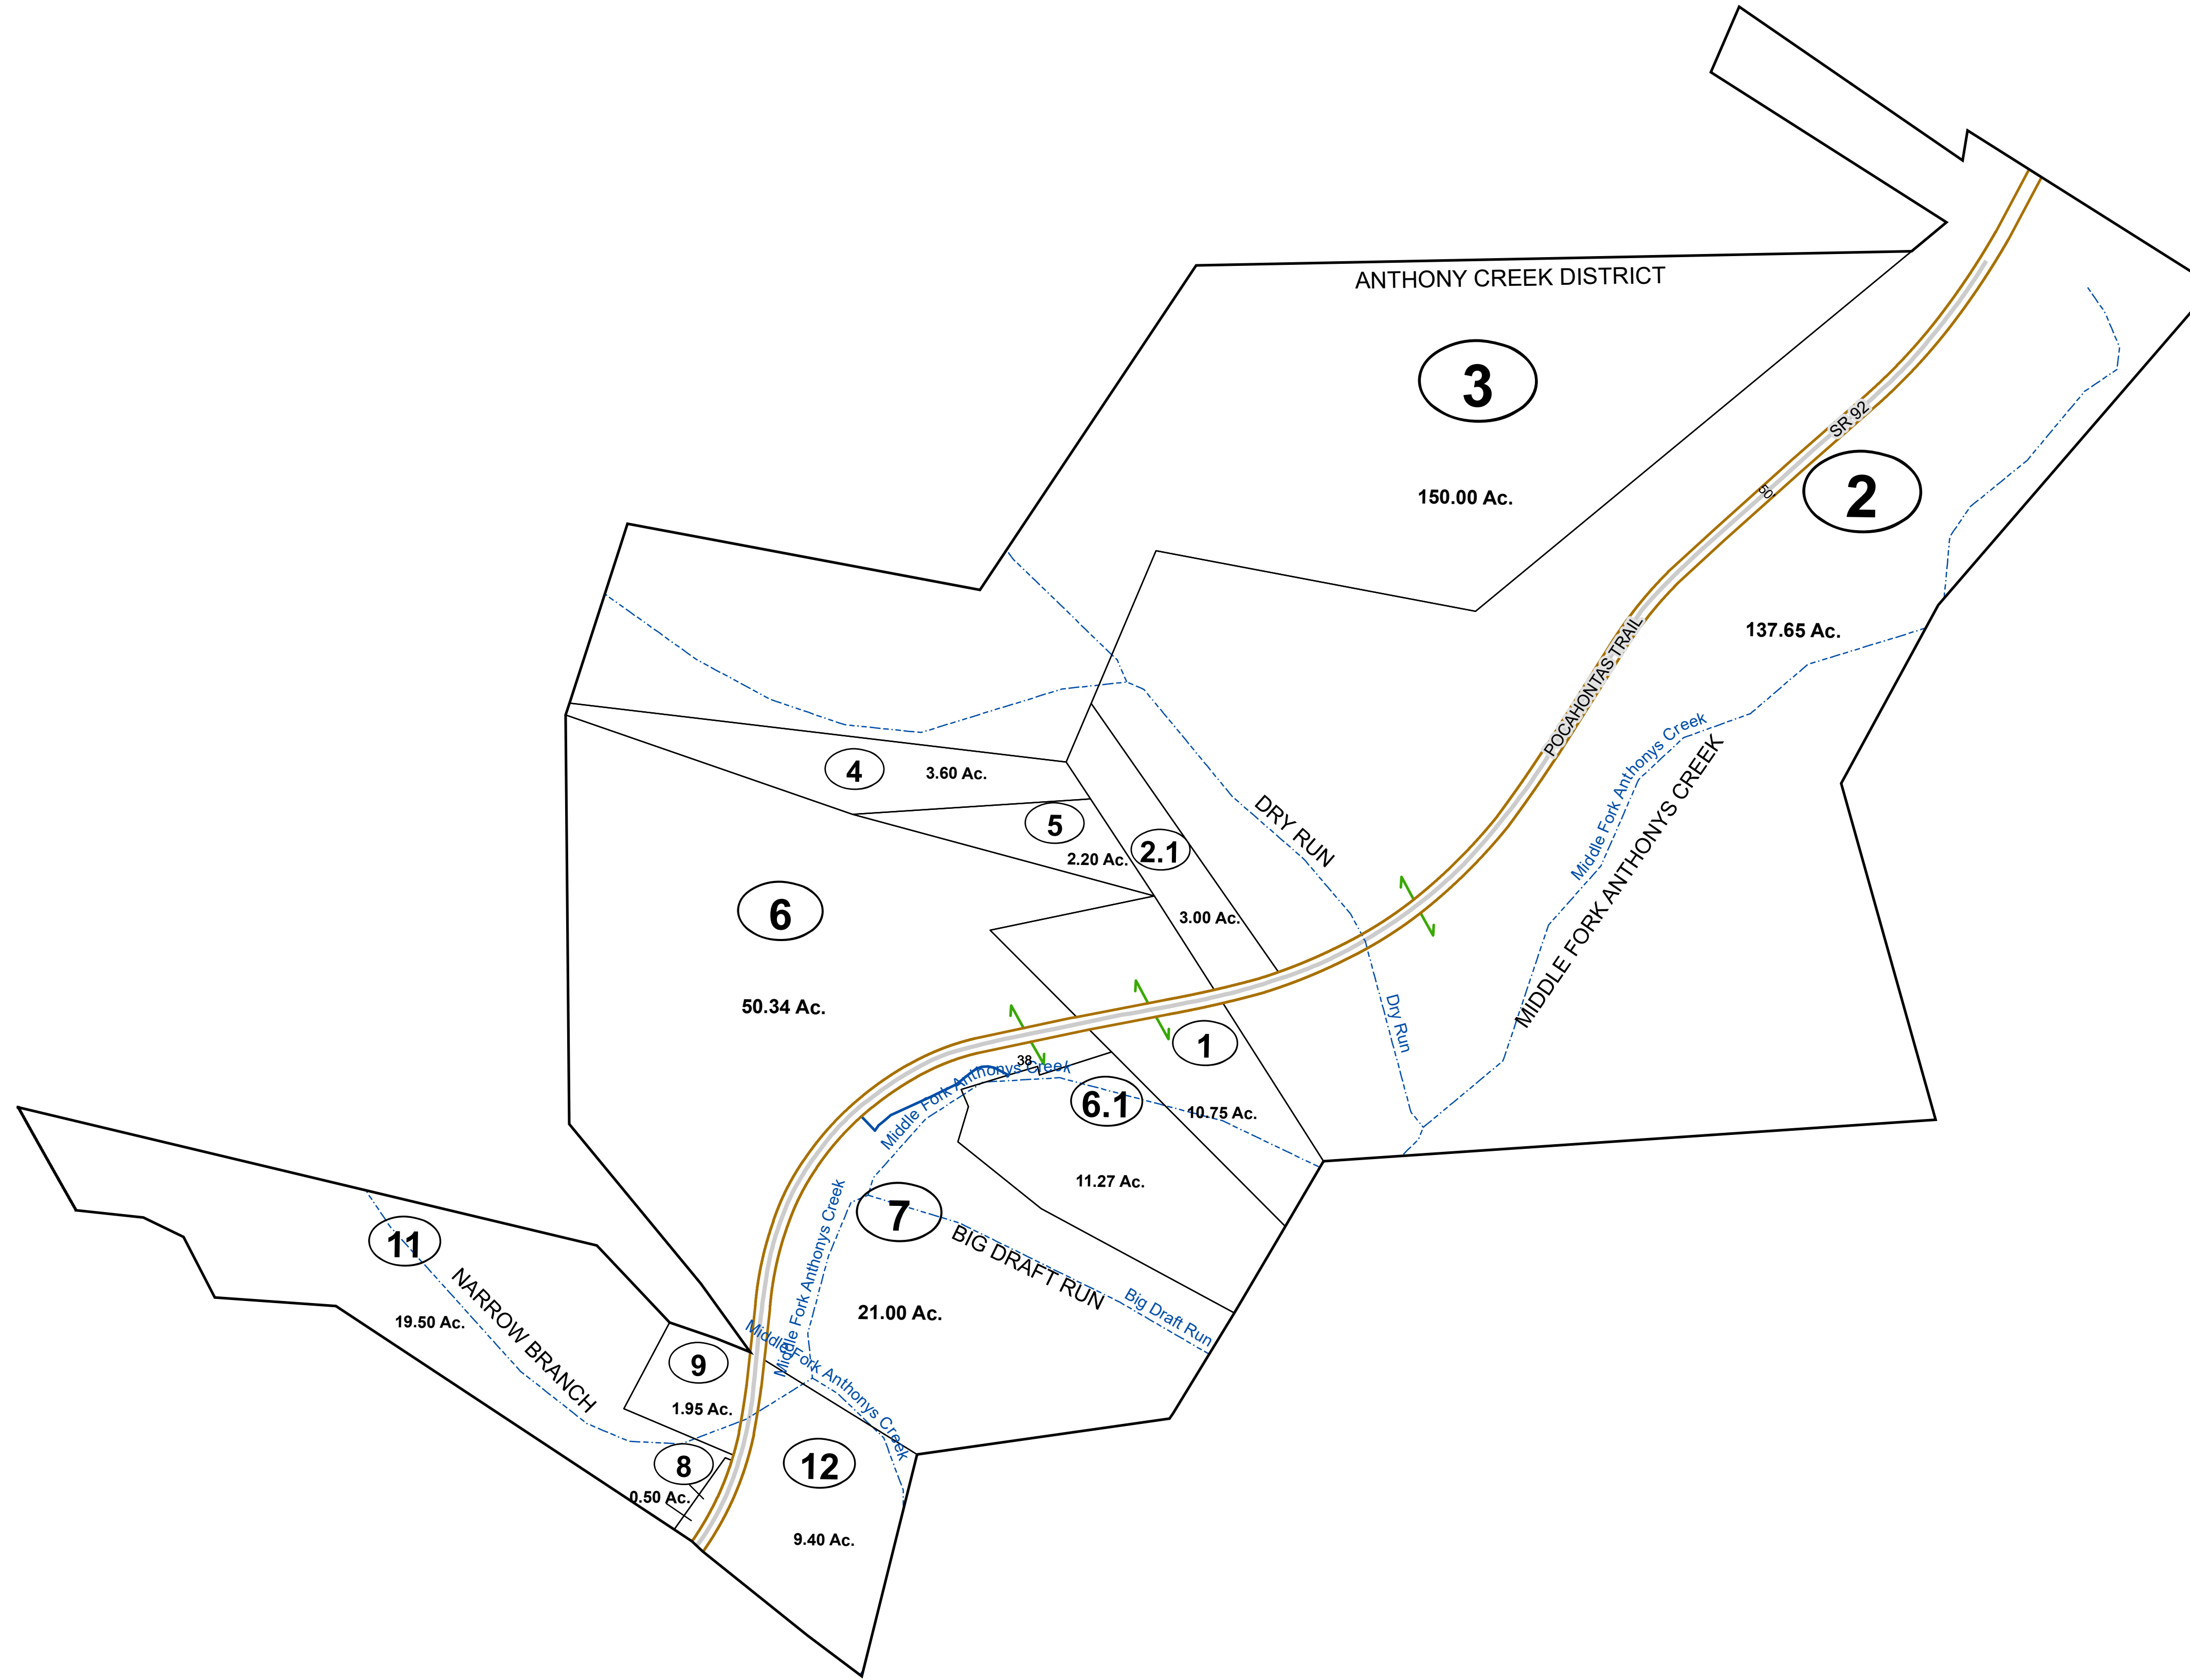 ANTHONY CREEK DISTRICT
3
150.00 Ac.
SR 92
60
2
137.65 Ac.
POCAHONTAS TRAIL
Middle Fork Anthonys Creek
MIDDLE FORK ANTHONYS CREEK
4
3.60 Ac.
5
2.20 Ac.
2.1
3.00 Ac.
DRY RUN
Dry Run
6
50.34 Ac.
1
10.75 Ac.
38
Middle Fork Anthonys Creek
6.1
11.27 Ac.
7
21.00 Ac.
BIG DRAFT RUN
Big Draft Run
Middle Fork Anthonys Creek
Middle Fork Anthonys Creek
11
19.50 Ac.
NARROW BRANCH
9
1.95 Ac.
8
0.50 Ac.
12
9.40 Ac.